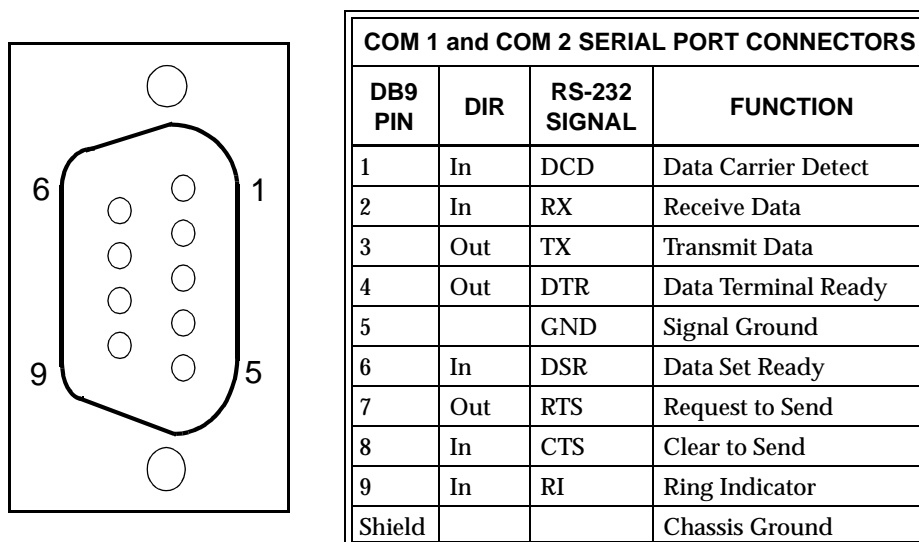 6
1
9
5
COM 1 and COM 2 SERIAL PORT CONNECTORS
DB9 PIN DIR RS-232 SIGNAL FUNCTION
1 In DCD Data Carrier Detect
2 In RX Receive Data
3 Out TX Transmit Data
4 Out DTR Data Terminal Ready
5 GND Signal Ground
6 In DSR Data Set Ready
7 Out RTS Request to Send
8 In CTS Clear to Send
9 In RI Ring Indicator
Shield Chassis Ground